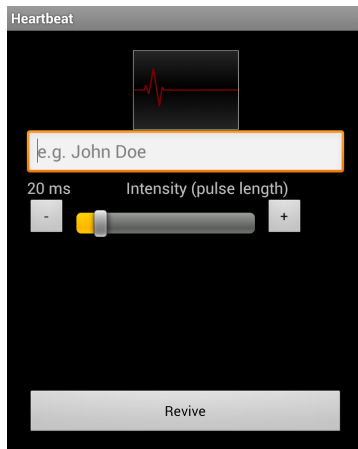 Heartbeat
e.g. John Doe
20 ms Intensity (pulse length)
- +
Revive